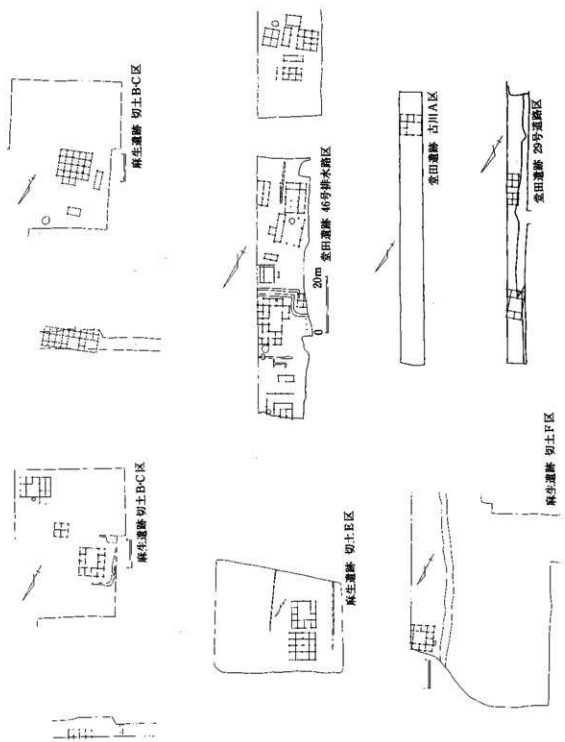 麻生遺跡 切土B·C区
麻生遺跡 切土B·C区
堂田遺跡 46号排水路区
0 20m
麻生遺跡 切土E区
堂田遺跡 古川A区
堂田遺跡 29号道路区
麻生遺跡 切土F区